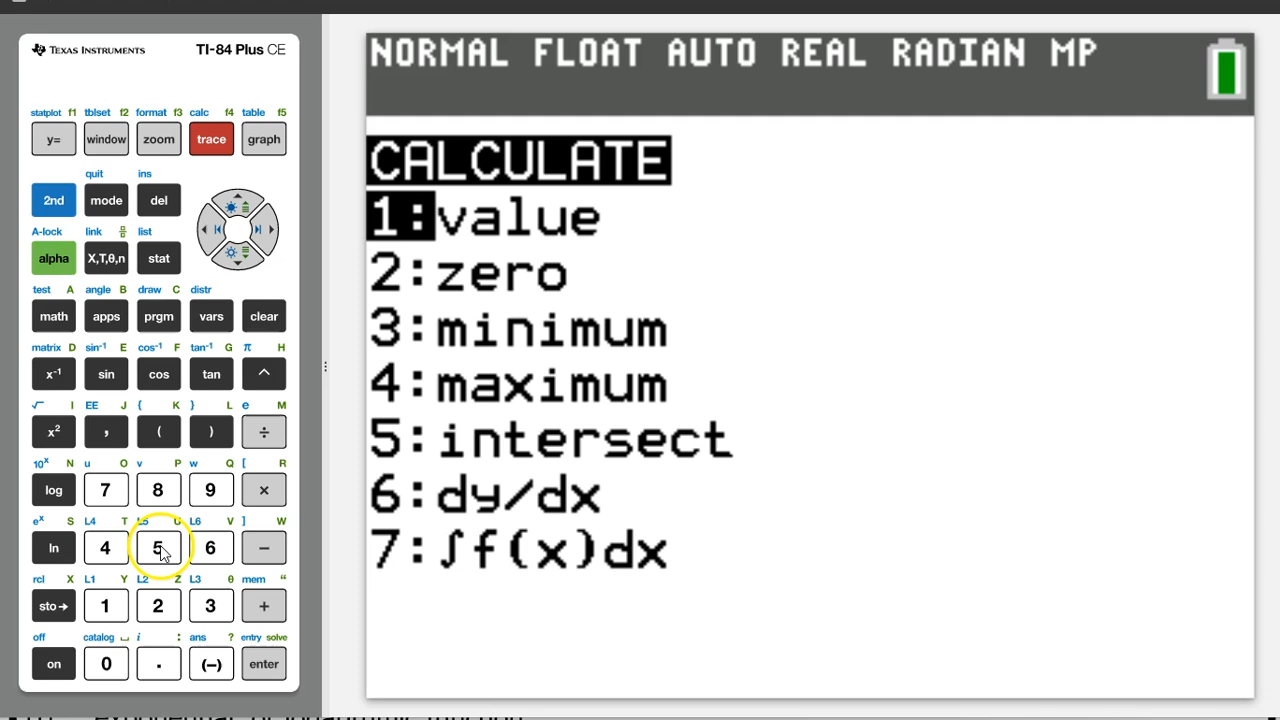 TEXAS INSTRUMENTS TI-84 Plus CE
statplot f1 tblset f2 format f3 calc f4 table f5
y= window zoom trace graph
quit ins
2nd mode del
A-lock link list
alpha X,T,θ,n stat
test A angle B draw C distr
math apps prgm vars clear
matrix D sin⁻¹ E cos⁻¹ F tan⁻¹ G π H
x⁻¹ sin cos tan ^
√ I EE J { K } L e M
x² , ( ) ÷
10ˣ N u O v P w Q [ R
log 7 8 9 ×
eˣ S L4 T L5 U L6 V ] W
ln 4 5 6 −
rcl X L1 Y L2 Z L3 θ mem “
sto→ 1 2 3 +
off catalog ␣ i : ans ? entry solve
on 0 . (−) enter
NORMAL FLOAT AUTO REAL RADIAN MP
CALCULATE
1:value
2:zero
3:minimum
4:maximum
5:intersect
6:dy/dx
7:∫f(x)dx